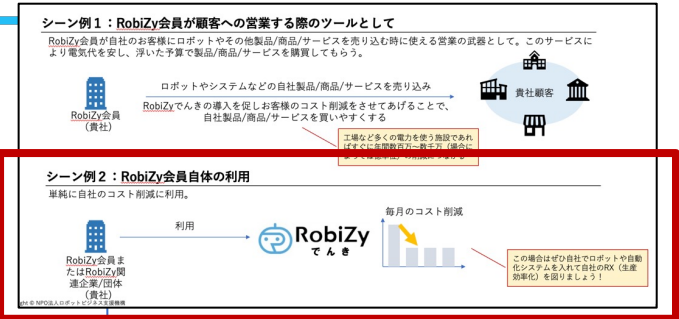 シーン例１：RobiZy会員が顧客への営業する際のツールとして
RobiZy会員が自社のお客様にロボットやその他製品/商品/サービスを売り込む時に使える営業の武器として。このサービスに
より電気代を安し、浮いた予算で製品/商品/サービスを購買してもらう。
ロボットやシステムなどの自社製品/商品/サービスを売り込み
RobiZyでんきの導入を促しお客様のコスト削減をさせてあげることで、
自社製品/商品/サービスを買いやすくする
RobiZy会員
（貴社）
貴社顧客
工場など多くの電力を使う施設であれ
ばすぐに年間数百万〜数千万（場合に
シーン例２：RobiZy会員自体の利用
単純に自社のコスト削減に利用。
利用
RobiZy
でんき
毎月のコスト削減
RobiZy会員ま
たはRobiZy関
連企業/団体
（貴社）
この場合はぜひ自社でロボットや自動
化システムを入れて自社のRX（生産
効率化）を図りましょう！
ght © NPO法人ロボットビジネス支援機構